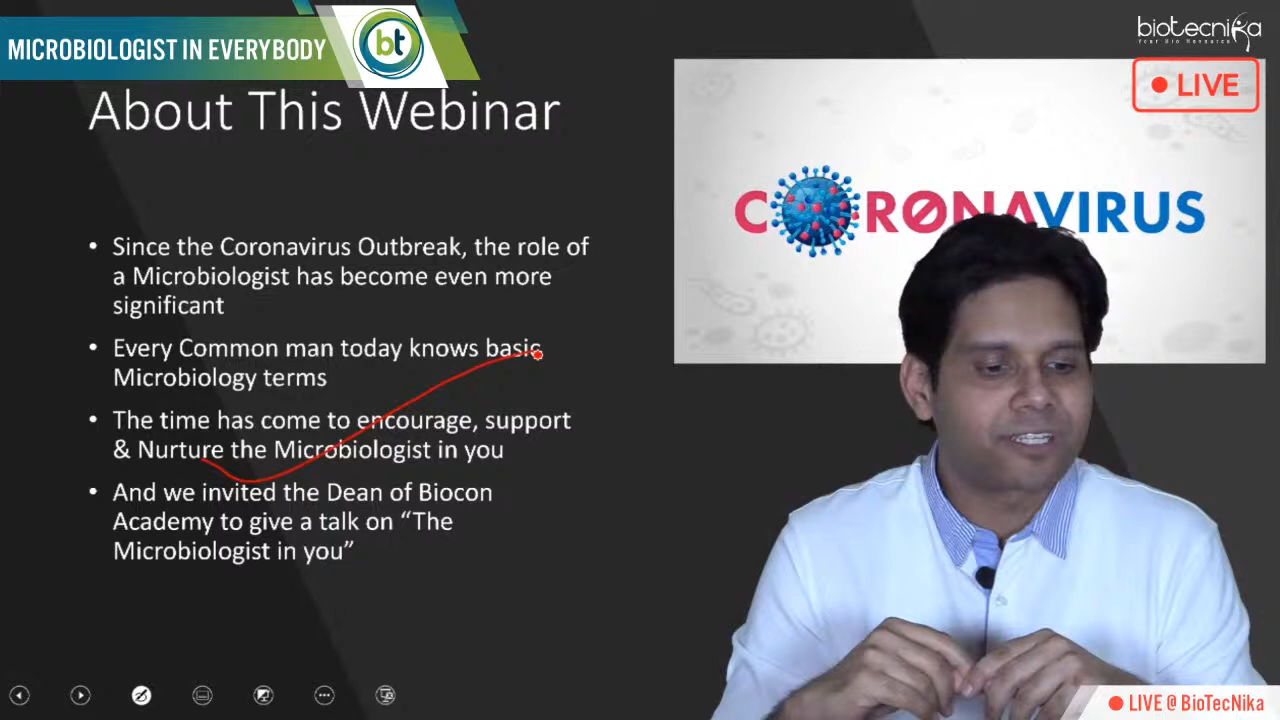 MICROBIOLOGIST IN EVERYBODY
bt
biotecnika
Your Bio Resource
LIVE
About This Webinar
CORONAVIRUS
• Since the Coronavirus Outbreak, the role of
a Microbiologist has become even more
significant
• Every Common man today knows basic
Microbiology terms
• The time has come to encourage, support
& Nurture the Microbiologist in you
• And we invited the Dean of Biocon
Academy to give a talk on “The
Microbiologist in you”
LIVE @ BioTecNika